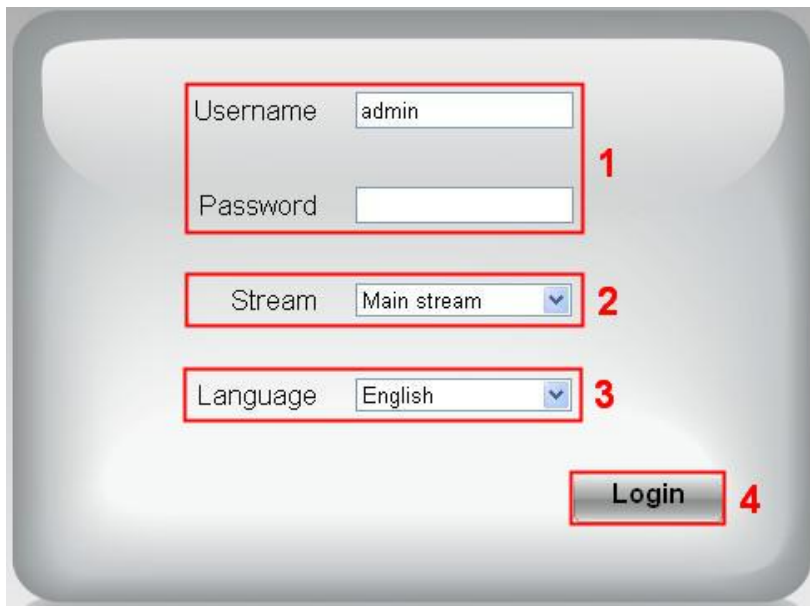 Username admin
1
Password
Stream Main stream 2
Language English 3
Login 4